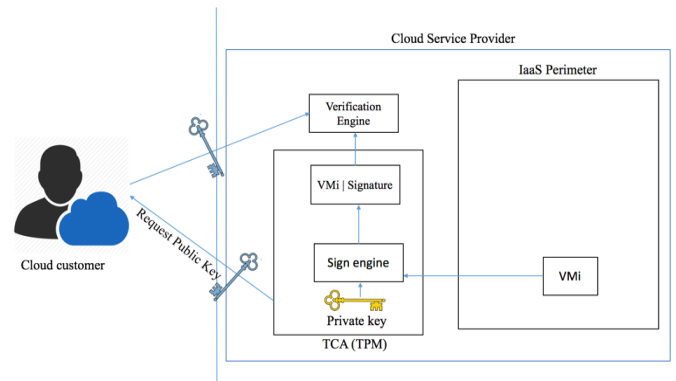 Cloud Service Provider
IaaS Perimeter
Verification
Engine
VMi | Signature
Request Public Key
Cloud customer
Sign engine
VMi
Private key
TCA (TPM)